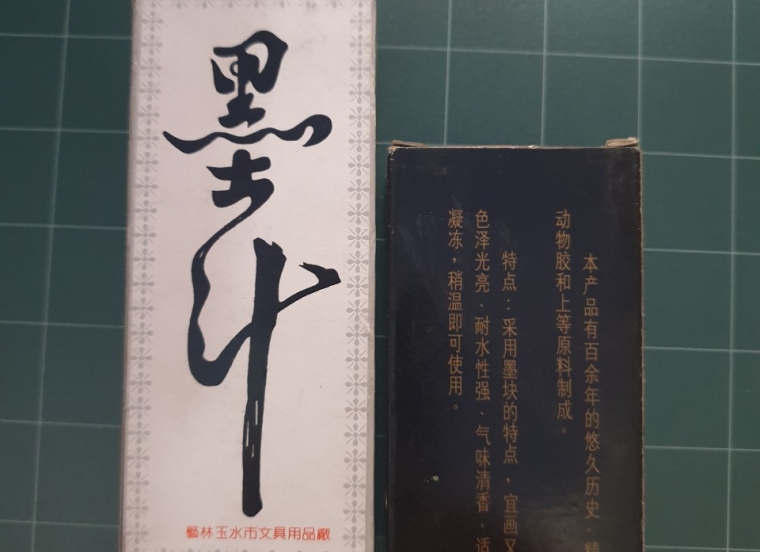 墨斗
藝林玉水市文具用品廠
本产品有百余年的悠久历史、
动物胶和上等原料制成。
特点：采用墨块的特点，宜画又
色泽光亮、耐水性强、气味清香、适
凝冻，稍温即可使用。